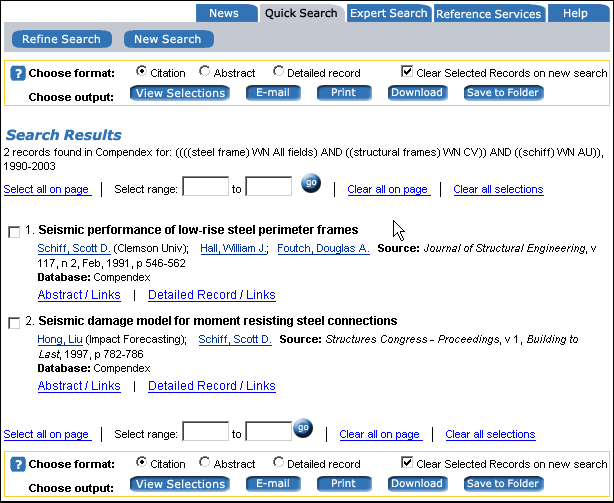 News Quick Search Expert Search Reference Services Help
Refine Search New Search
? Choose format: Citation Abstract Detailed record Clear Selected Records on new search
Choose output: View Selections E-mail Print Download Save to Folder
Search Results
2 records found in Compendex for: ((((steel frame) WN All fields) AND ((structural frames) WN CV)) AND ((schiff) WN AU)),
1990-2003
Select all on page | Select range: to go | Clear all on page | Clear all selections
1. Seismic performance of low-rise steel perimeter frames
Schiff, Scott D. (Clemson Univ); Hall, William J.; Foutch, Douglas A. Source: Journal of Structural Engineering, v
117, n 2, Feb, 1991, p 546-562
Database: Compendex
Abstract / Links | Detailed Record / Links
2. Seismic damage model for moment resisting steel connections
Hong, Liu (Impact Forecasting); Schiff, Scott D. Source: Structures Congress - Proceedings, v 1, Building to
Last, 1997, p 782-786
Database: Compendex
Abstract / Links | Detailed Record / Links
Select all on page | Select range: to go | Clear all on page | Clear all selections
? Choose format: Citation Abstract Detailed record Clear Selected Records on new search
Choose output: View Selections E-mail Print Download Save to Folder